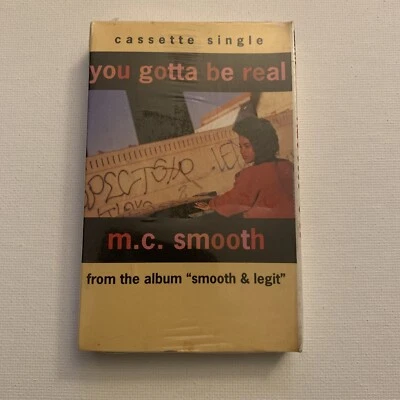 cassette single
you gotta be real
m.c. smooth
from the album "smooth & legit"